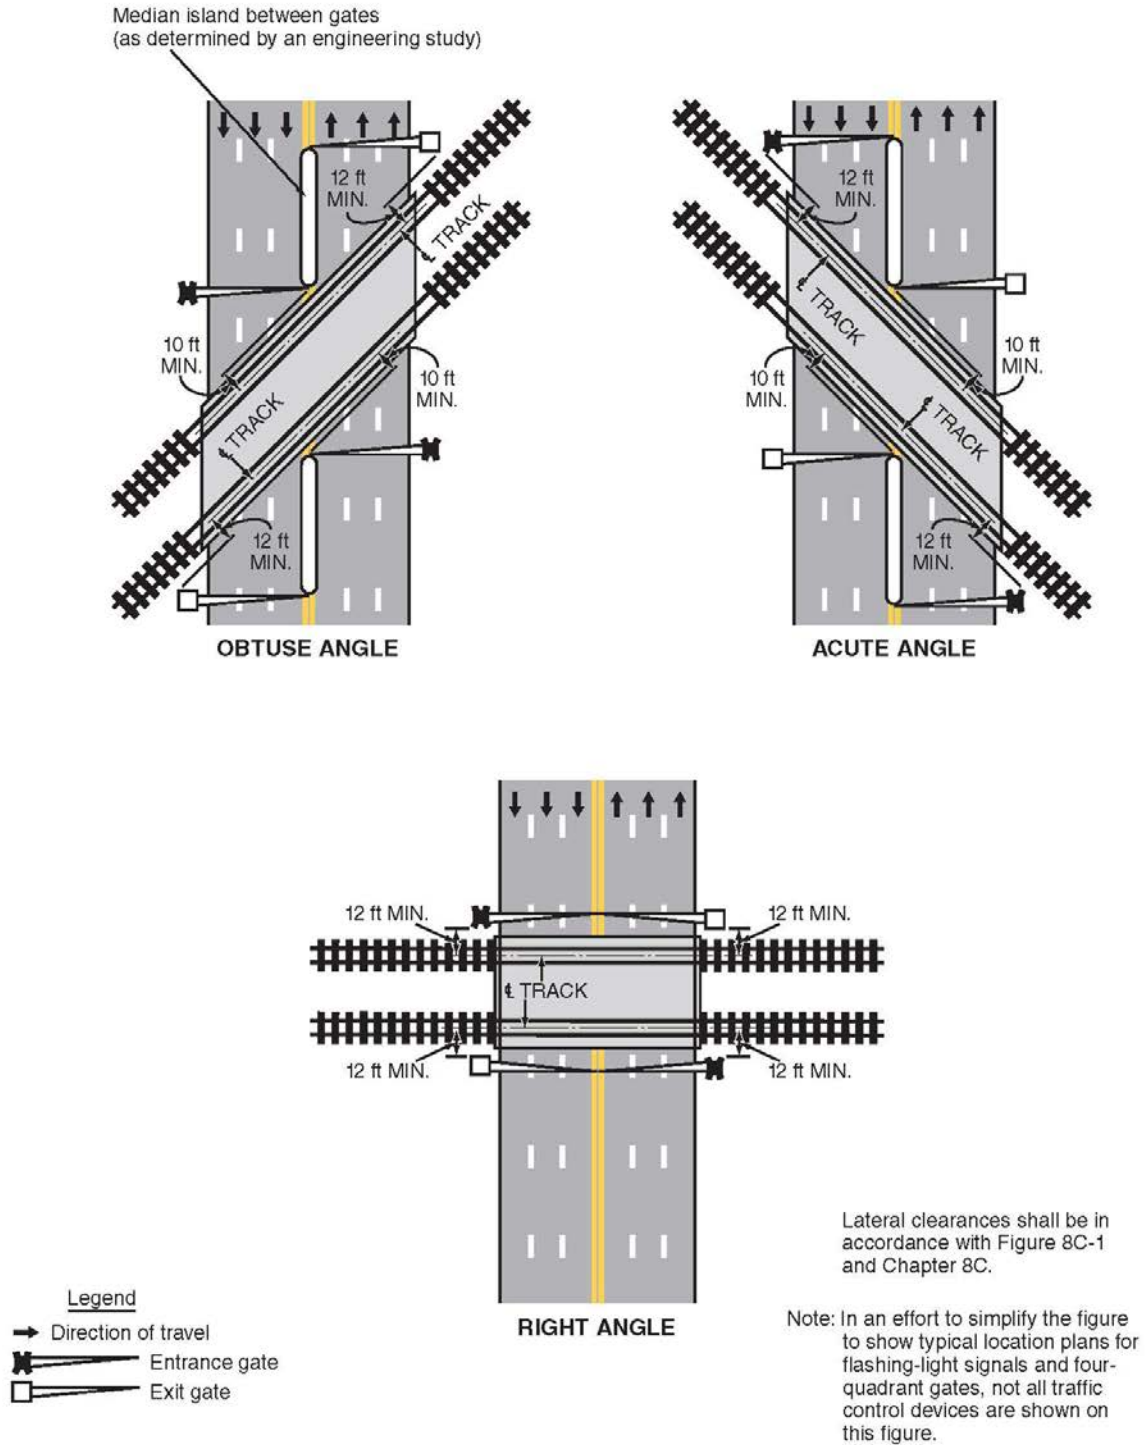 Median island between gates
(as determined by an engineering study)
12 ft
MIN.
℄ TRACK
10 ft
MIN.
10 ft
MIN.
℄ TRACK
12 ft
MIN.
OBTUSE ANGLE
12 ft
MIN.
℄ TRACK
10 ft
MIN.
10 ft
MIN.
℄ TRACK
12 ft
MIN.
ACUTE ANGLE
12 ft MIN.
12 ft MIN.
℄ TRACK
12 ft MIN.
12 ft MIN.
RIGHT ANGLE
Legend
Direction of travel
Entrance gate
Exit gate
Lateral clearances shall be in
accordance with Figure 8C-1
and Chapter 8C.
Note: In an effort to simplify the figure
to show typical location plans for
flashing-light signals and four-
quadrant gates, not all traffic
control devices are shown on
this figure.